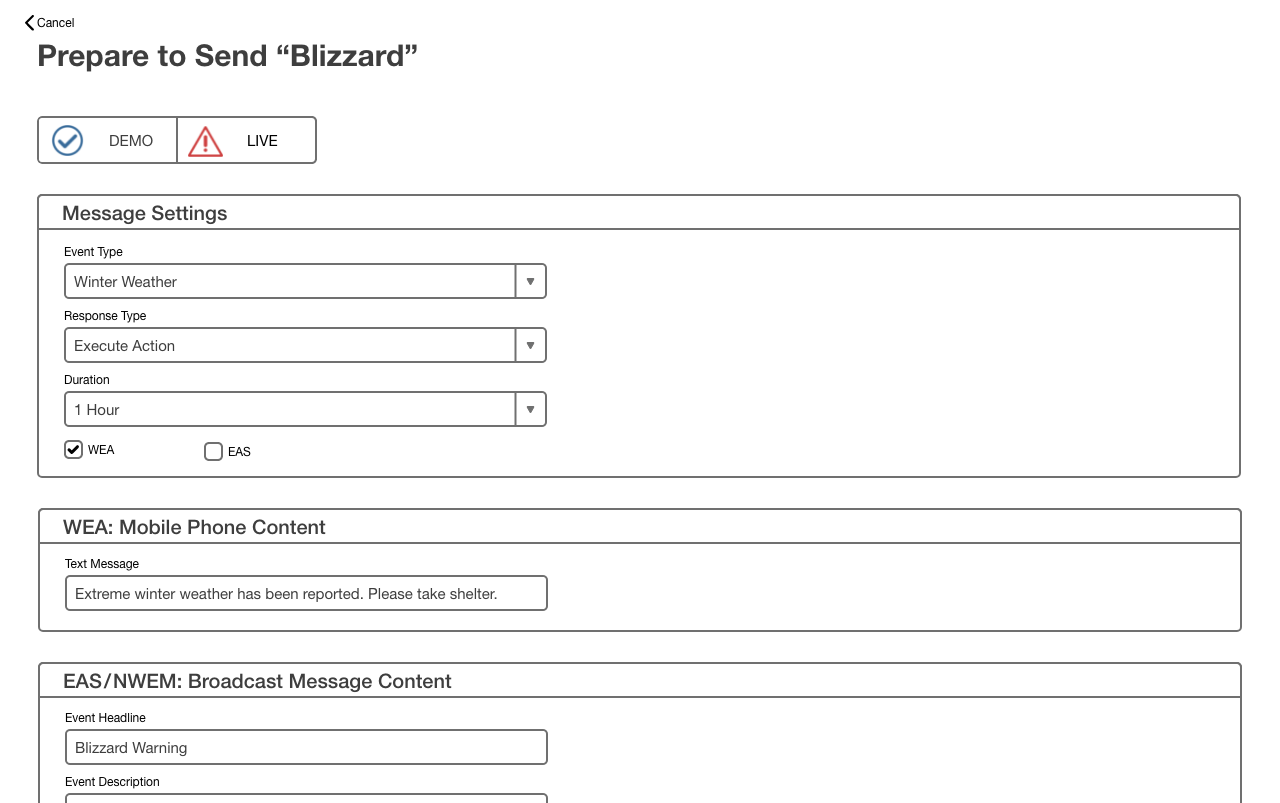 Cancel
Prepare to Send “Blizzard”
DEMO LIVE
Message Settings
Event Type
Winter Weather
Response Type
Execute Action
Duration
1 Hour
WEA EAS
WEA: Mobile Phone Content
Text Message
Extreme winter weather has been reported. Please take shelter.
EAS/NWEM: Broadcast Message Content
Event Headline
Blizzard Warning
Event Description